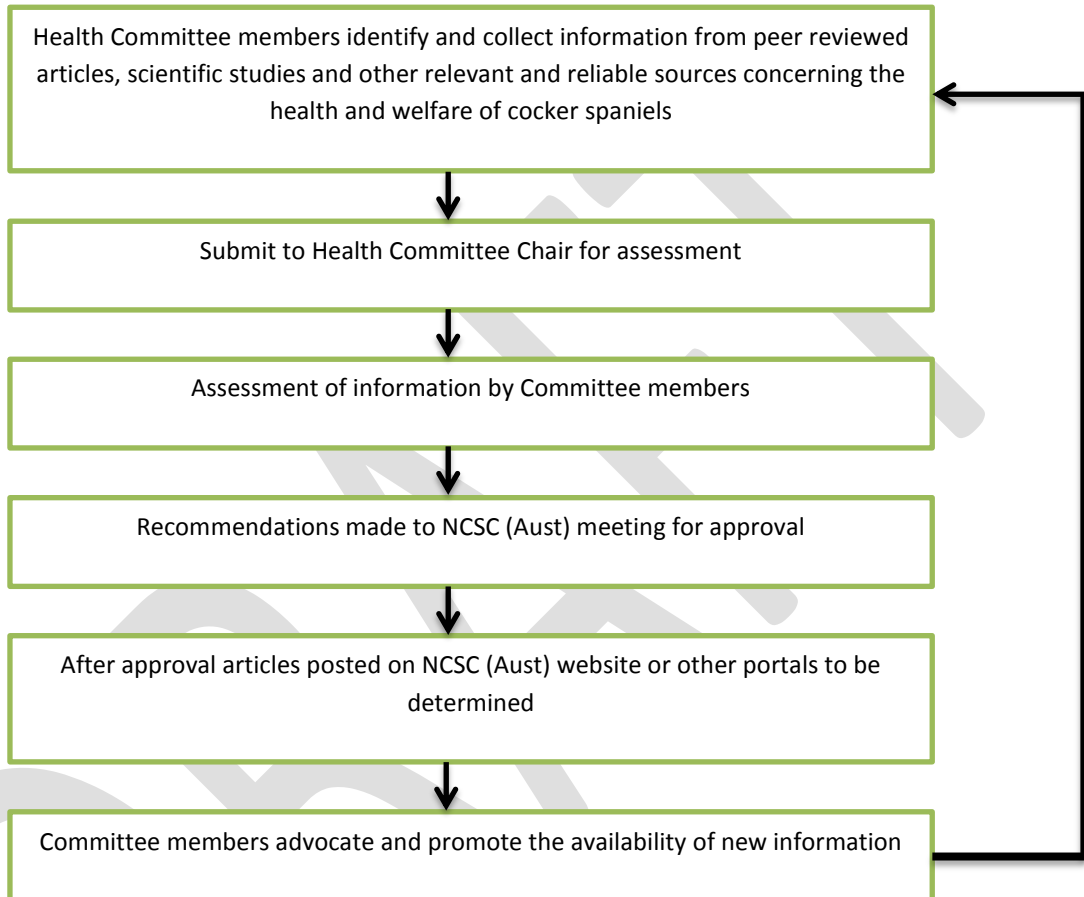 Health Committee members identify and collect information from peer reviewed
articles, scientific studies and other relevant and reliable sources concerning the
health and welfare of cocker spaniels
Submit to Health Committee Chair for assessment
Assessment of information by Committee members
Recommendations made to NCSC (Aust) meeting for approval
After approval articles posted on NCSC (Aust) website or other portals to be
determined
Committee members advocate and promote the availability of new information
DRAFT